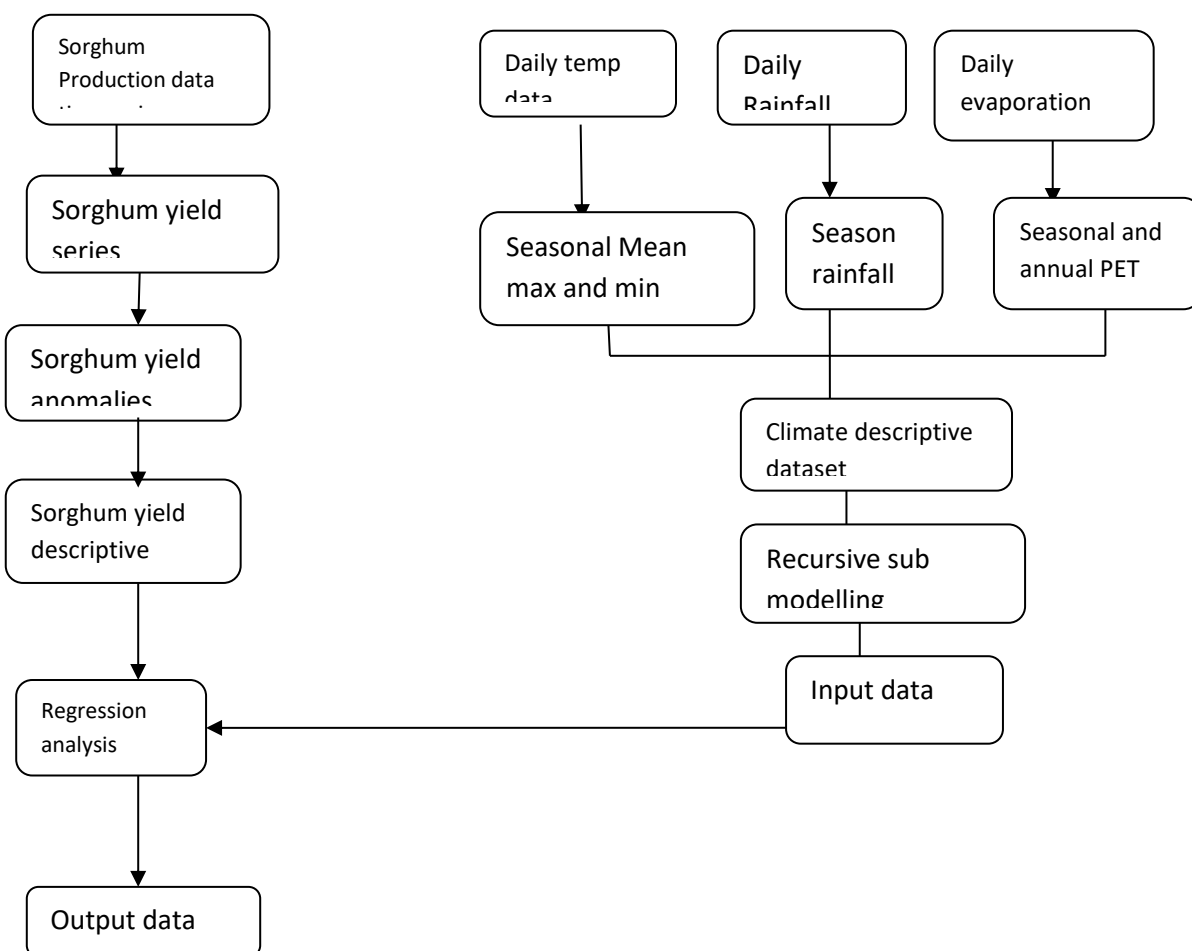 Sorghum
Production data
Daily temp
data
Daily
Rainfall
Daily
evaporation
Sorghum yield
series
Seasonal Mean
max and min
Season
rainfall
Seasonal and
annual PET
Sorghum yield
anomalies
Climate descriptive
dataset
Sorghum yield
descriptive
Recursive sub
modelling
Input data
Regression
analysis
Output data